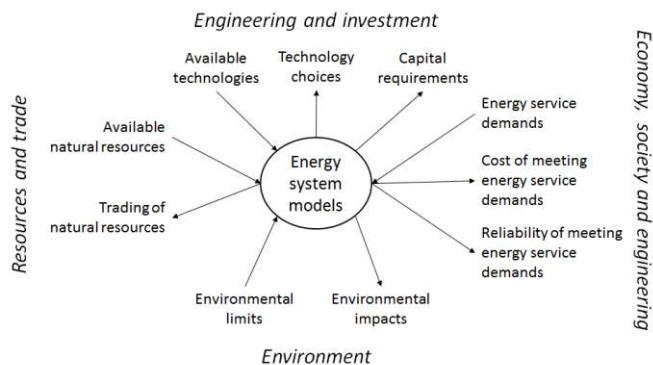 Engineering and investment
Available
technologies
Technology
choices
Capital
requirements
Resources and trade
Available
natural resources
Trading of
natural resources
Energy
system
models
Energy service
demands
Cost of meeting
energy service
demands
Reliability of meeting
energy service
demands
Economy, society and engineering
Environmental
limits
Environmental
impacts
Environment